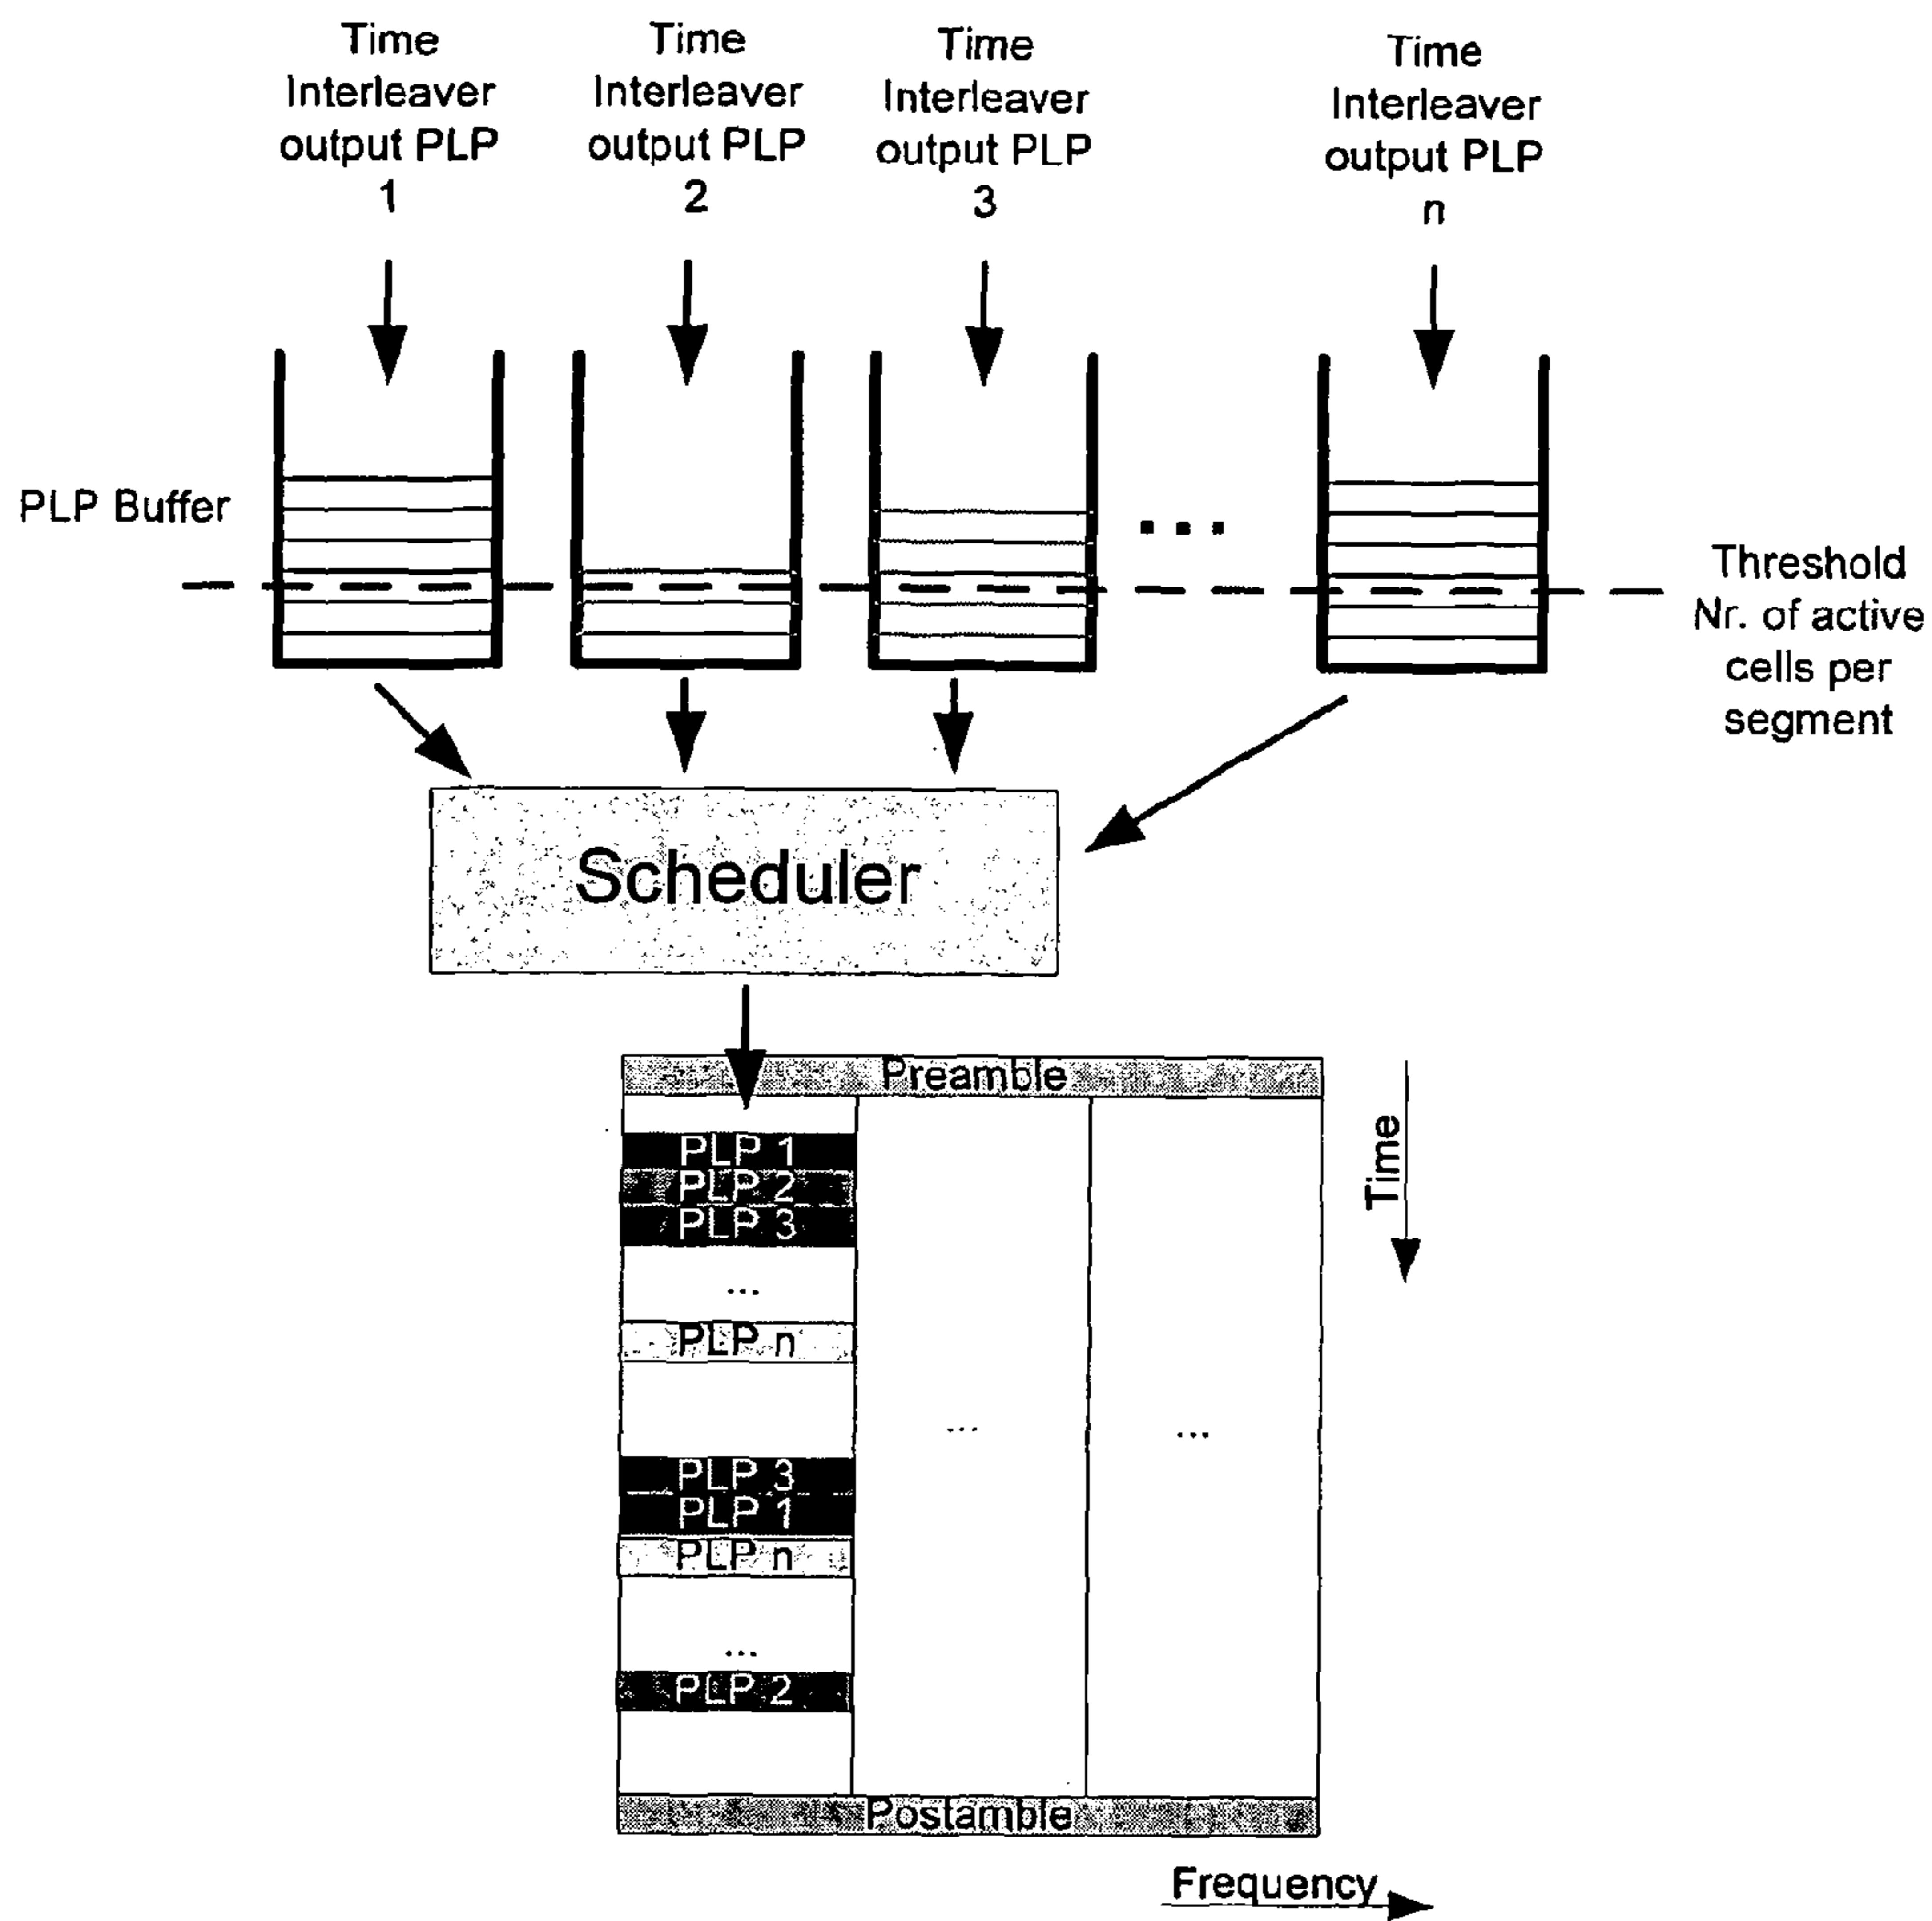 Time
Interleaver
output PLP
1
Time
Interleaver
output PLP
2
Time
Interleaver
output PLP
3
Time
Interleaver
output PLP
n
PLP Buffer
...
Threshold
Nr. of active
cells per
segment
Scheduler
Preamble
PLP 1
PLP 2
PLP 3
...
PLP n
PLP 3
PLP 1
PLP n
...
PLP 2
...
...
Postamble
Time
Frequency